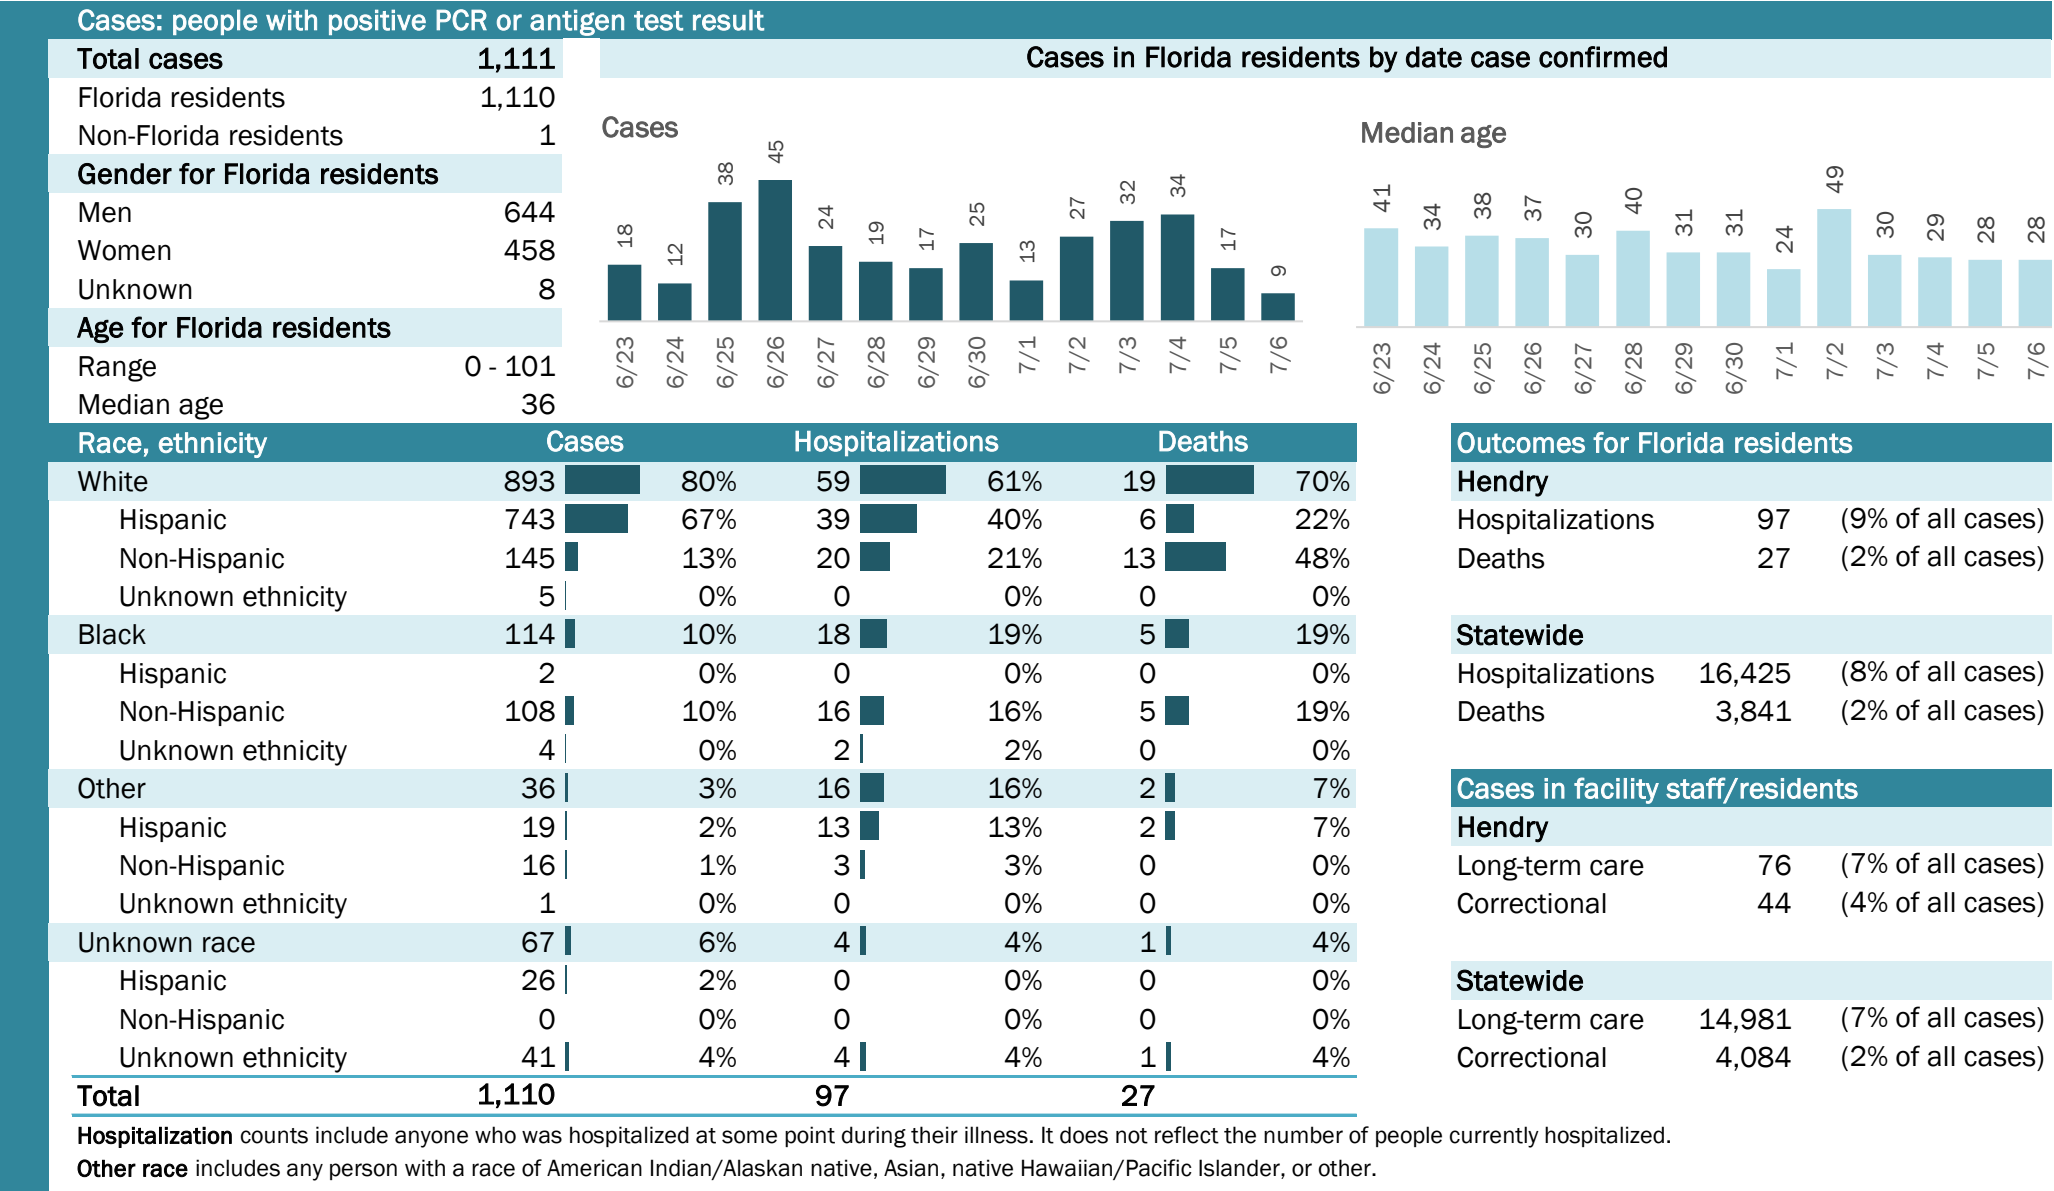 Cases: people with positive PCR or antigen test result
Total cases 1,111
Florida residents 1,110
Non-Florida residents 1
Gender for Florida residents
Men 644
Women 458
Unknown 8
Age for Florida residents
Range 0 - 101
Median age 36
Cases in Florida residents by date case confirmed
Cases
18 12 38 45 24 19 17 25 13 27 32 34 17 9
6/23 6/24 6/25 6/26 6/27 6/28 6/29 6/30 7/1 7/2 7/3 7/4 7/5 7/6
Median age
41 34 38 37 30 40 31 31 24 49 30 29 28 28
6/23 6/24 6/25 6/26 6/27 6/28 6/29 6/30 7/1 7/2 7/3 7/4 7/5 7/6
Race, ethnicity Cases Hospitalizations Deaths
White 893 80% 59 61% 19 70%
Hispanic 743 67% 39 40% 6 22%
Non-Hispanic 145 13% 20 21% 13 48%
Unknown ethnicity 5 0% 0 0% 0 0%
Black 114 10% 18 19% 5 19%
Hispanic 2 0% 0 0% 0 0%
Non-Hispanic 108 10% 16 16% 5 19%
Unknown ethnicity 4 0% 2 2% 0 0%
Other 36 3% 16 16% 2 7%
Hispanic 19 2% 13 13% 2 7%
Non-Hispanic 16 1% 3 3% 0 0%
Unknown ethnicity 1 0% 0 0% 0 0%
Unknown race 67 6% 4 4% 1 4%
Hispanic 26 2% 0 0% 0 0%
Non-Hispanic 0 0% 0 0% 0 0%
Unknown ethnicity 41 4% 4 4% 1 4%
Total 1,110 97 27
Outcomes for Florida residents
Hendry
Hospitalizations 97 (9% of all cases)
Deaths 27 (2% of all cases)
Statewide
Hospitalizations 16,425 (8% of all cases)
Deaths 3,841 (2% of all cases)
Cases in facility staff/residents
Hendry
Long-term care 76 (7% of all cases)
Correctional 44 (4% of all cases)
Statewide
Long-term care 14,981 (7% of all cases)
Correctional 4,084 (2% of all cases)
Hospitalization counts include anyone who was hospitalized at some point during their illness. It does not reflect the number of people currently hospitalized.
Other race includes any person with a race of American Indian/Alaskan native, Asian, native Hawaiian/Pacific Islander, or other.